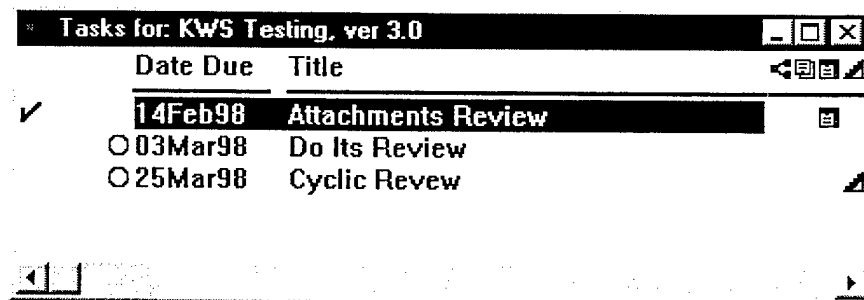 Tasks for: KWS Testing, ver 3.0
Date Due Title
14Feb98 Attachments Review
03Mar98 Do Its Review
25Mar98 Cyclic Revew